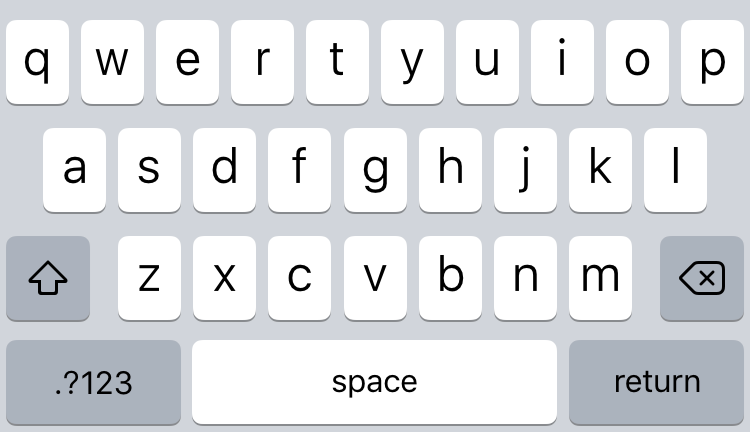 q w e r t y u i o p
a s d f g h j k l
z x c v b n m
.?123 space return